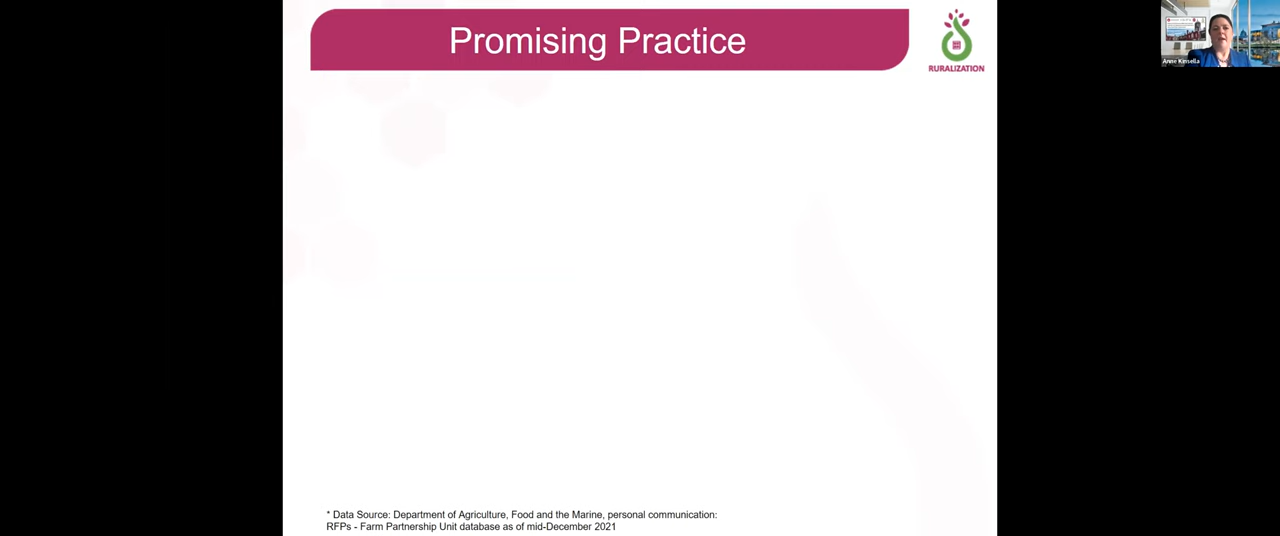 Promising Practice
RURALIZATION
Anne Kinsella
* Data Source: Department of Agriculture, Food and the Marine, personal communication:
RFPs - Farm Partnership Unit database as of mid-December 2021